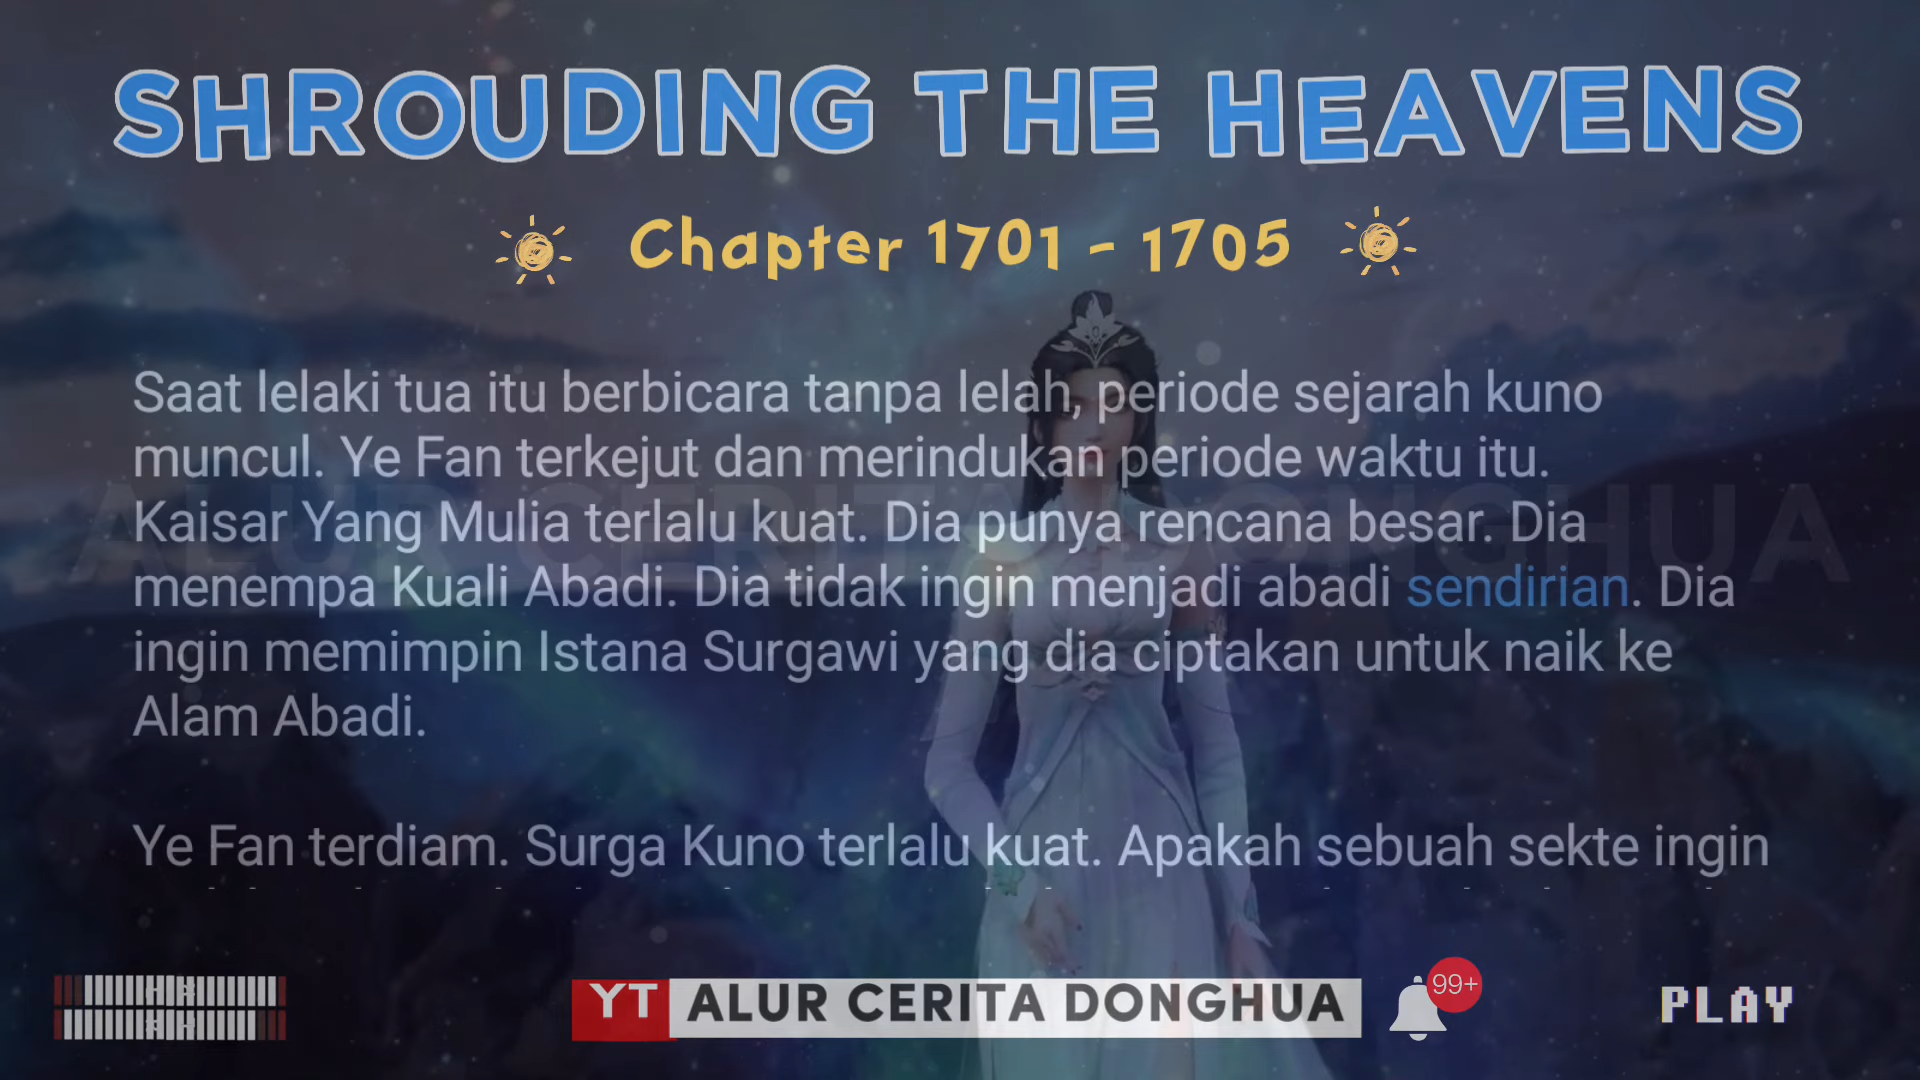 SHROUDING THE HEAVENS
Chapter 1701 - 1705
Saat lelaki tua itu berbicara tanpa lelah, periode sejarah kuno
muncul. Ye Fan terkejut dan merindukan periode waktu itu.
Kaisar Yang Mulia terlalu kuat. Dia punya rencana besar. Dia
menempa Kuali Abadi. Dia tidak ingin menjadi abadi sendirian. Dia
ingin memimpin Istana Surgawi yang dia ciptakan untuk naik ke
Alam Abadi.
Ye Fan terdiam. Surga Kuno terlalu kuat. Apakah sebuah sekte ingin
ALUR CERITA DONGHUA
YT ALUR CERITA DONGHUA
99+
PLAY